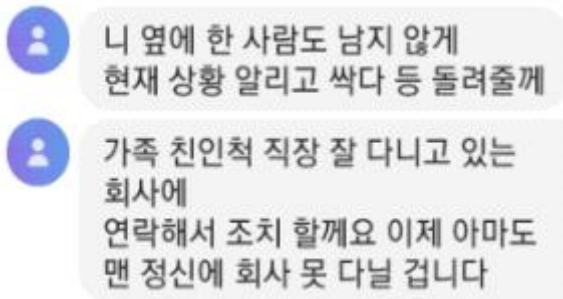 니 옆에 한 사람도 남지 않게
현재 상황 알리고 싹다 등 돌려줄께
가족 친인척 직장 잘 다니고 있는
회사에
연락해서 조치 할께요 이제 아마도
맨 정신에 회사 못 다닐 겁니다